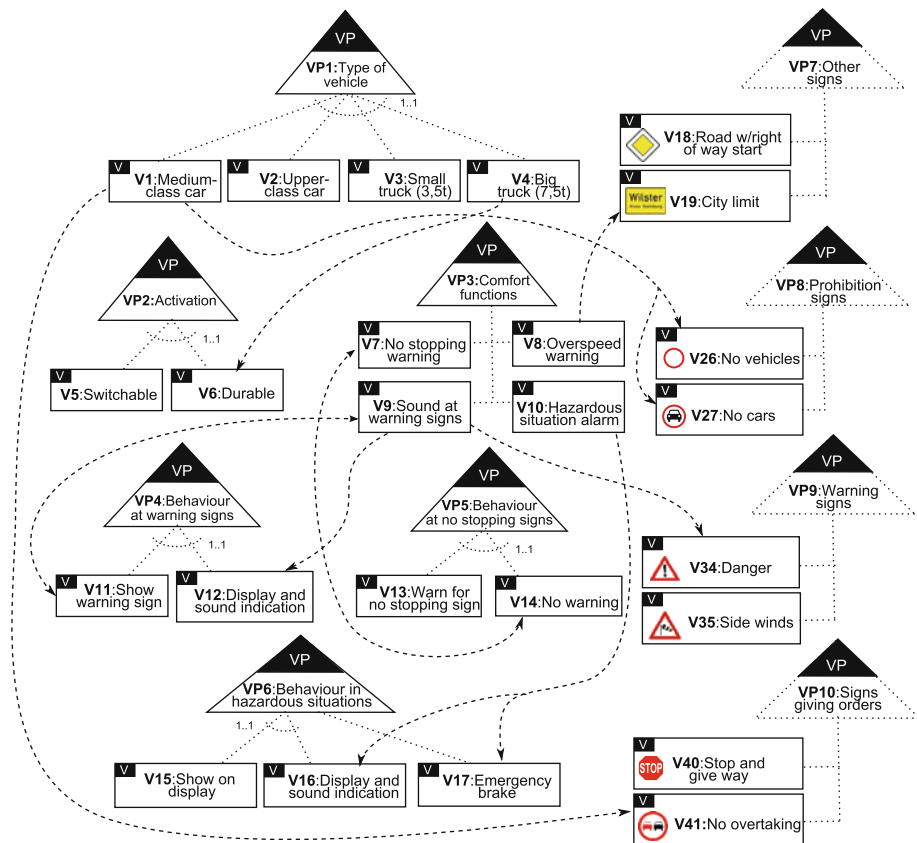 VP
VP1:Type of
vehicle
1..1
V
V1:Medium-
class car
V
V2:Upper-
class car
V
V3:Small
truck (3,5t)
V
V4:Big
truck (7,5t)
VP
VP7:Other
signs
V
V18:Road w/right
of way start
V
Wilster
V19:City limit
VP
VP2:Activation
1..1
V
V5:Switchable
V
V6:Durable
VP
VP3:Comfort
functions
V
V7:No stopping
warning
V
V8:Overspeed
warning
V
V9:Sound at
warning signs
V
V10:Hazardous
situation alarm
VP
VP8:Prohibition
signs
V
V26:No vehicles
V
V27:No cars
VP
VP4:Behaviour
at warning signs
1..1
V
V11:Show
warning sign
V
V12:Display and
sound indication
VP
VP5:Behaviour
at no stopping signs
1..1
V
V13:Warn for
no stopping sign
V
V14:No warning
VP
VP9:Warning
signs
V
V34:Danger
V
V35:Side winds
VP
VP6:Behaviour in
hazardous situations
1..1
V
V15:Show on
display
V
V16:Display and
sound indication
V
V17:Emergency
brake
VP
VP10:Signs
giving orders
V
STOP
V40:Stop and
give way
V
V41:No overtaking